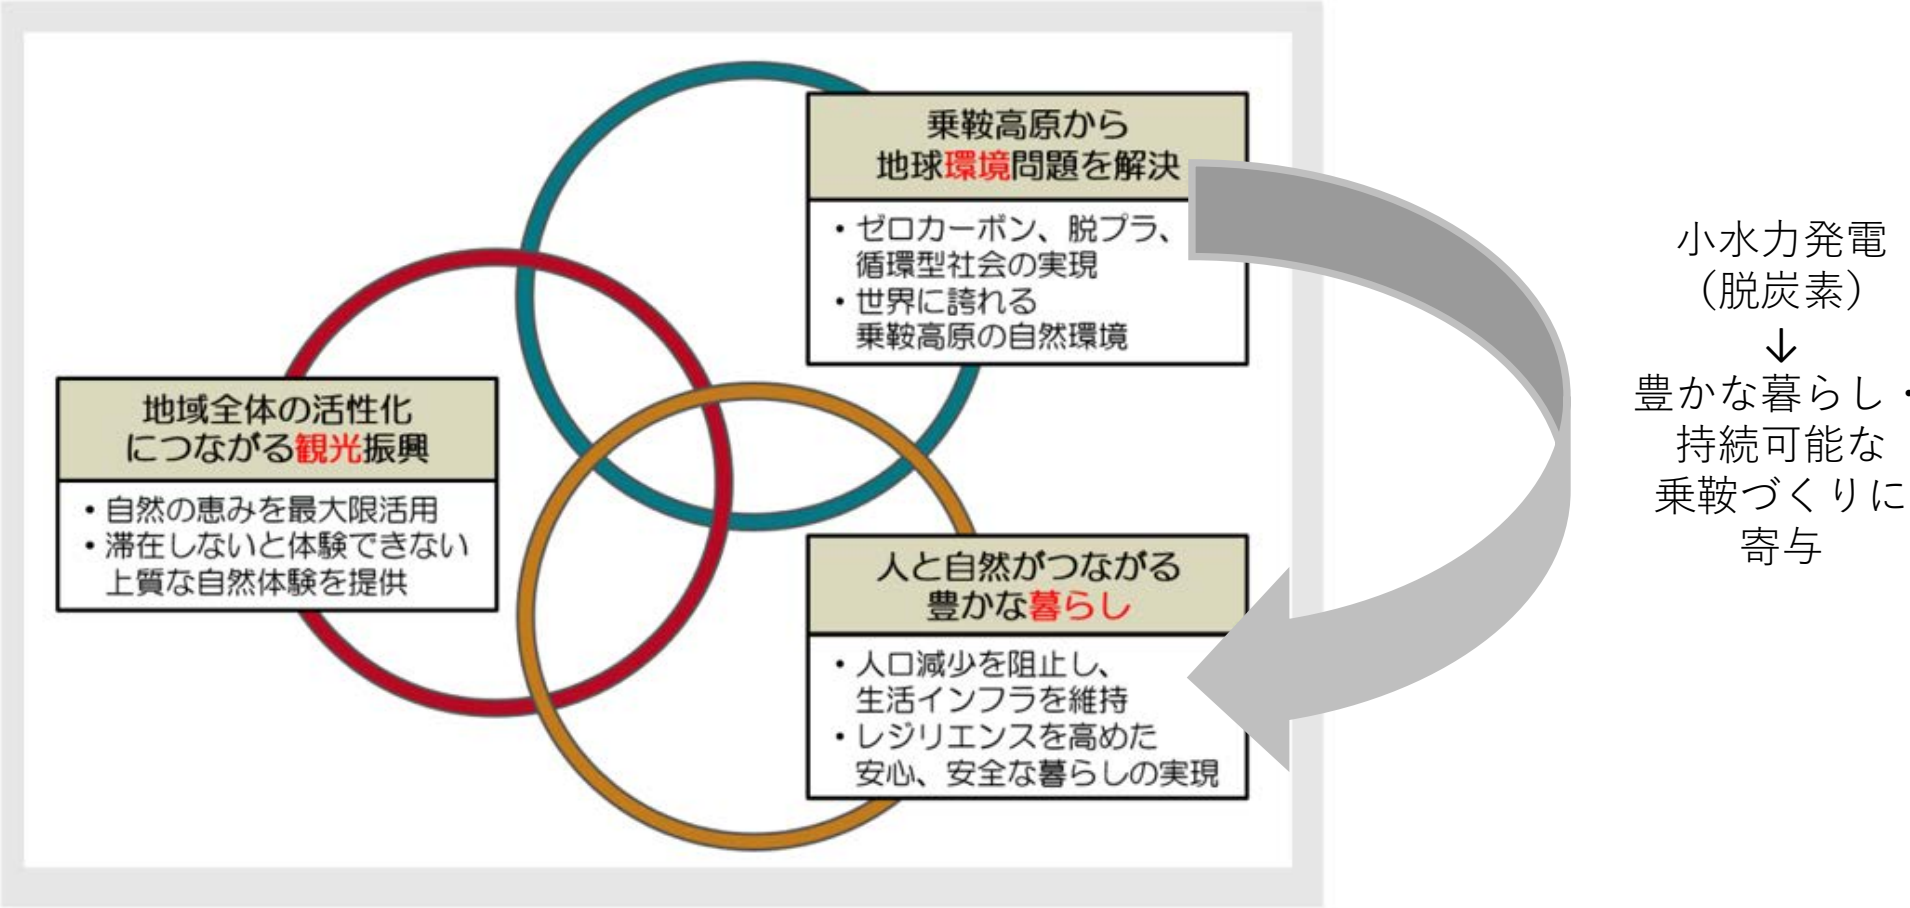 乗鞍高原から
地球環境問題を解決
・ゼロカーボン、脱プラ、
循環型社会の実現
・世界に誇れる
乗鞍高原の自然環境
地域全体の活性化
につながる観光振興
・自然の恵みを最大限活用
・滞在しないと体験できない
上質な自然体験を提供
人と自然がつながる
豊かな暮らし
・人口減少を阻止し、
生活インフラを維持
・レジリエンスを高めた
安心、安全な暮らしの実現
小水力発電
（脱炭素）
↓
豊かな暮らし・
持続可能な
乗鞍づくりに
寄与